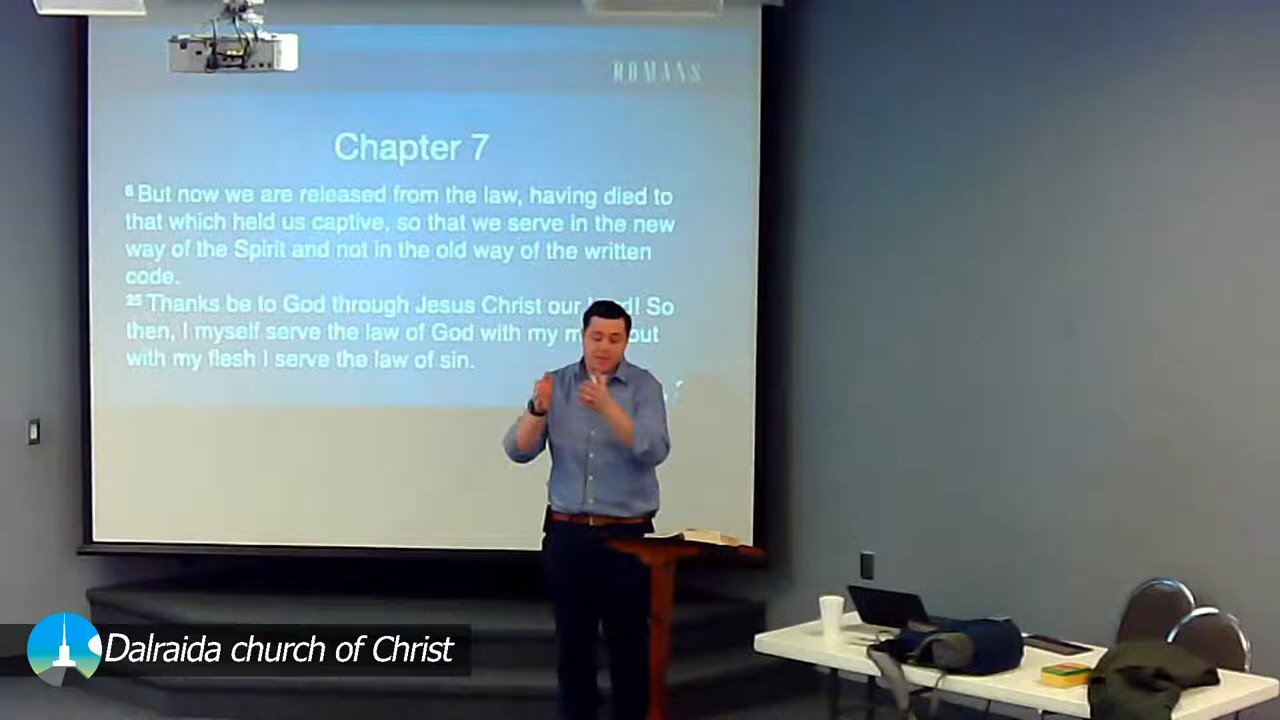 ROMANS
Chapter 7
6 But now we are released from the law, having died to
that which held us captive, so that we serve in the new
way of the Spirit and not in the old way of the written
code.
25 Thanks be to God through Jesus Christ our So
then, I myself serve the law of God with my
with my flesh I serve the law of sin.
Dalraida church of Christ